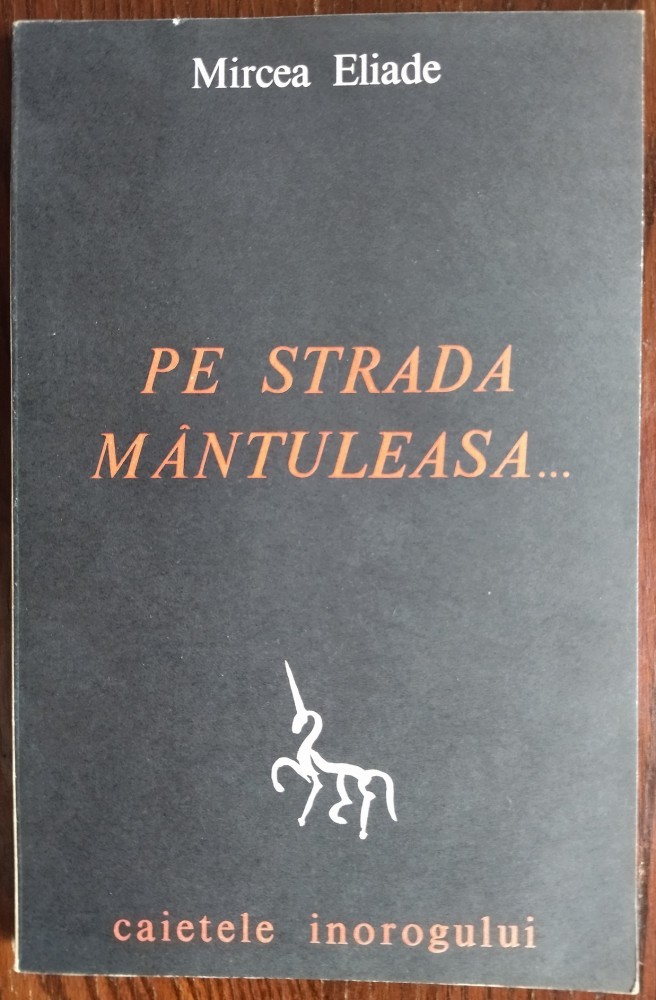 Mircea Eliade
PE STRADA
MÂNTULEASA...
caietele inorogului